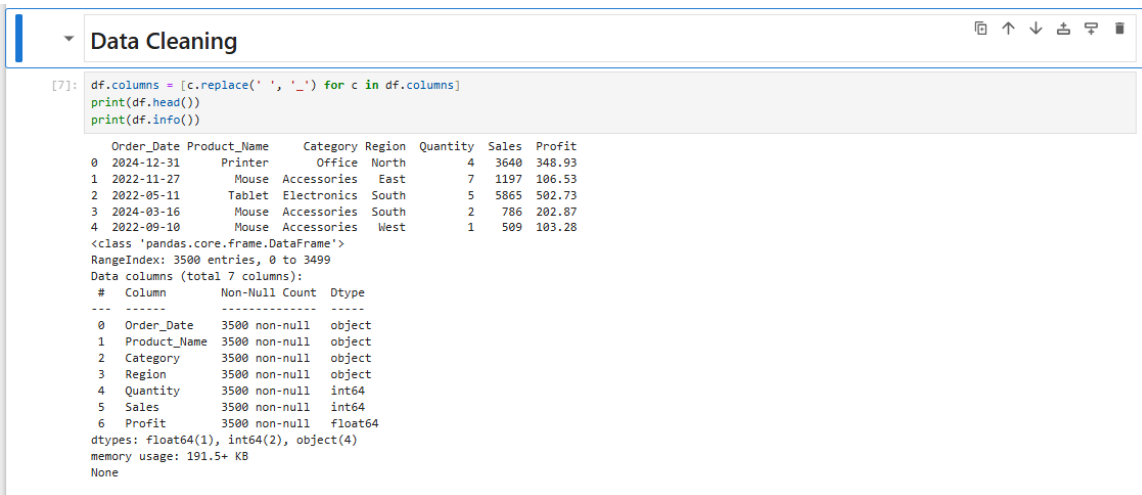 Data Cleaning
[7]: df.columns = [c.replace(' ', '_') for c in df.columns]
print(df.head())
print(df.info())
   Order_Date Product_Name     Category Region  Quantity  Sales  Profit
0  2024-12-31      Printer       Office  North         4   3640  348.93
1  2022-11-27        Mouse  Accessories   East         7   1197  106.53
2  2022-05-11       Tablet  Electronics  South         5   5865  502.73
3  2024-03-16        Mouse  Accessories  South         2    786  202.87
4  2022-09-10        Mouse  Accessories   West         1    509  103.28
<class 'pandas.core.frame.DataFrame'>
RangeIndex: 3500 entries, 0 to 3499
Data columns (total 7 columns):
 #   Column        Non-Null Count  Dtype
---  ------        --------------  -----
 0   Order_Date    3500 non-null   object
 1   Product_Name  3500 non-null   object
 2   Category      3500 non-null   object
 3   Region        3500 non-null   object
 4   Quantity      3500 non-null   int64
 5   Sales         3500 non-null   int64
 6   Profit        3500 non-null   float64
dtypes: float64(1), int64(2), object(4)
memory usage: 191.5+ KB
None